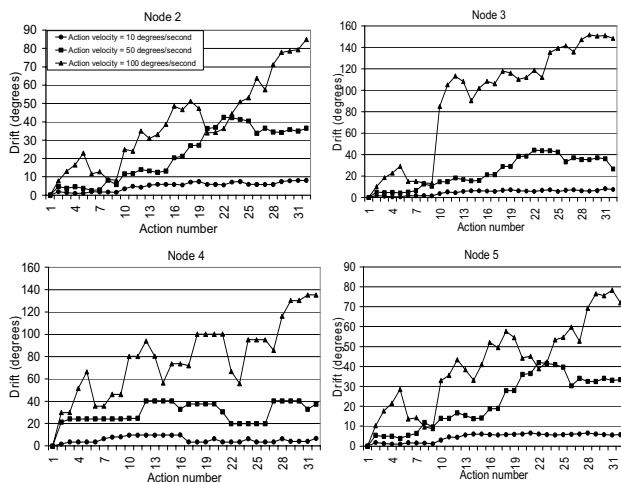 Node 2
90
80
70
60
50
40
30
20
10
0
Drift (degrees)
Action velocity = 10 degrees/second
Action velocity = 50 degrees/second
Action velocity = 100 degrees/second
1 4 7 10 13 16 19 22 25 28 31
Action number
Node 3
160
140
120
100
80
60
40
20
0
Drift (degrees)
1 4 7 10 13 16 19 22 25 28 31
Action number
Node 4
160
140
120
100
80
60
40
20
0
Drift (degrees)
1 4 7 10 13 16 19 22 25 28 31
Action number
Node 5
90
80
70
60
50
40
30
20
10
0
Drift (degrees)
1 4 7 10 13 16 19 22 25 28 31
Action number